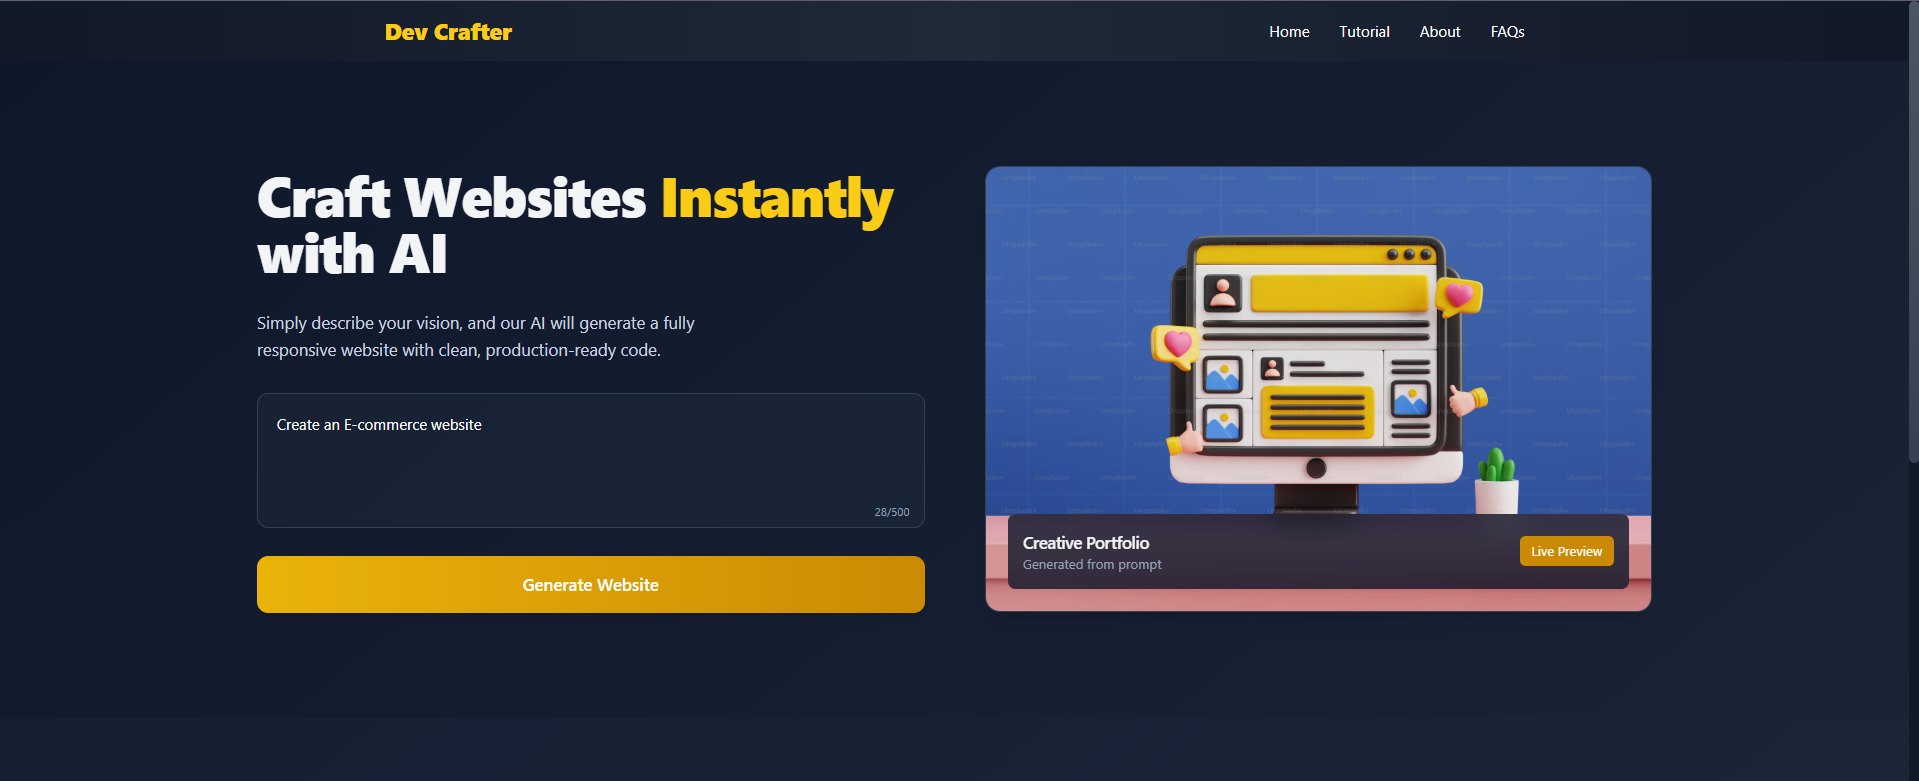 Dev Crafter
Home
Tutorial
About
FAQs
Craft Websites Instantly
with AI
Simply describe your vision, and our AI will generate a fully
responsive website with clean, production-ready code.
Create an E-commerce website
28/500
Generate Website
Unsplash+
Creative Portfolio
Generated from prompt
Live Preview